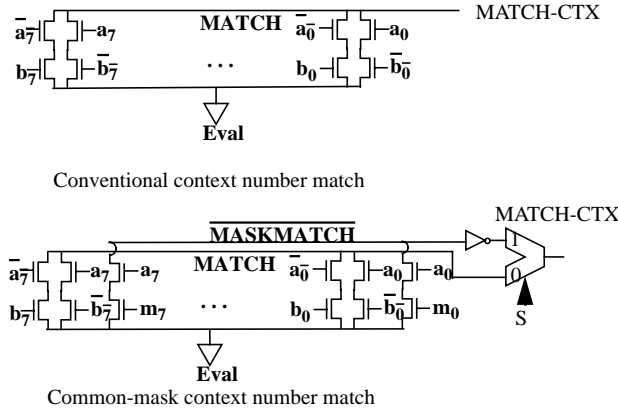 MATCH-CTX
MATCH
a̅7 a7 a̅0 a0
b7 b̅7 ... b0 b̅0
Eval
Conventional context number match
MATCH-CTX
M̅A̅S̅K̅M̅A̅T̅C̅H̅ 1
MATCH
a̅7 a7 a7 a̅0 a0 a0 0
b7 b̅7 m7 ... b0 b̅0 m0
S
Eval
Common-mask context number match